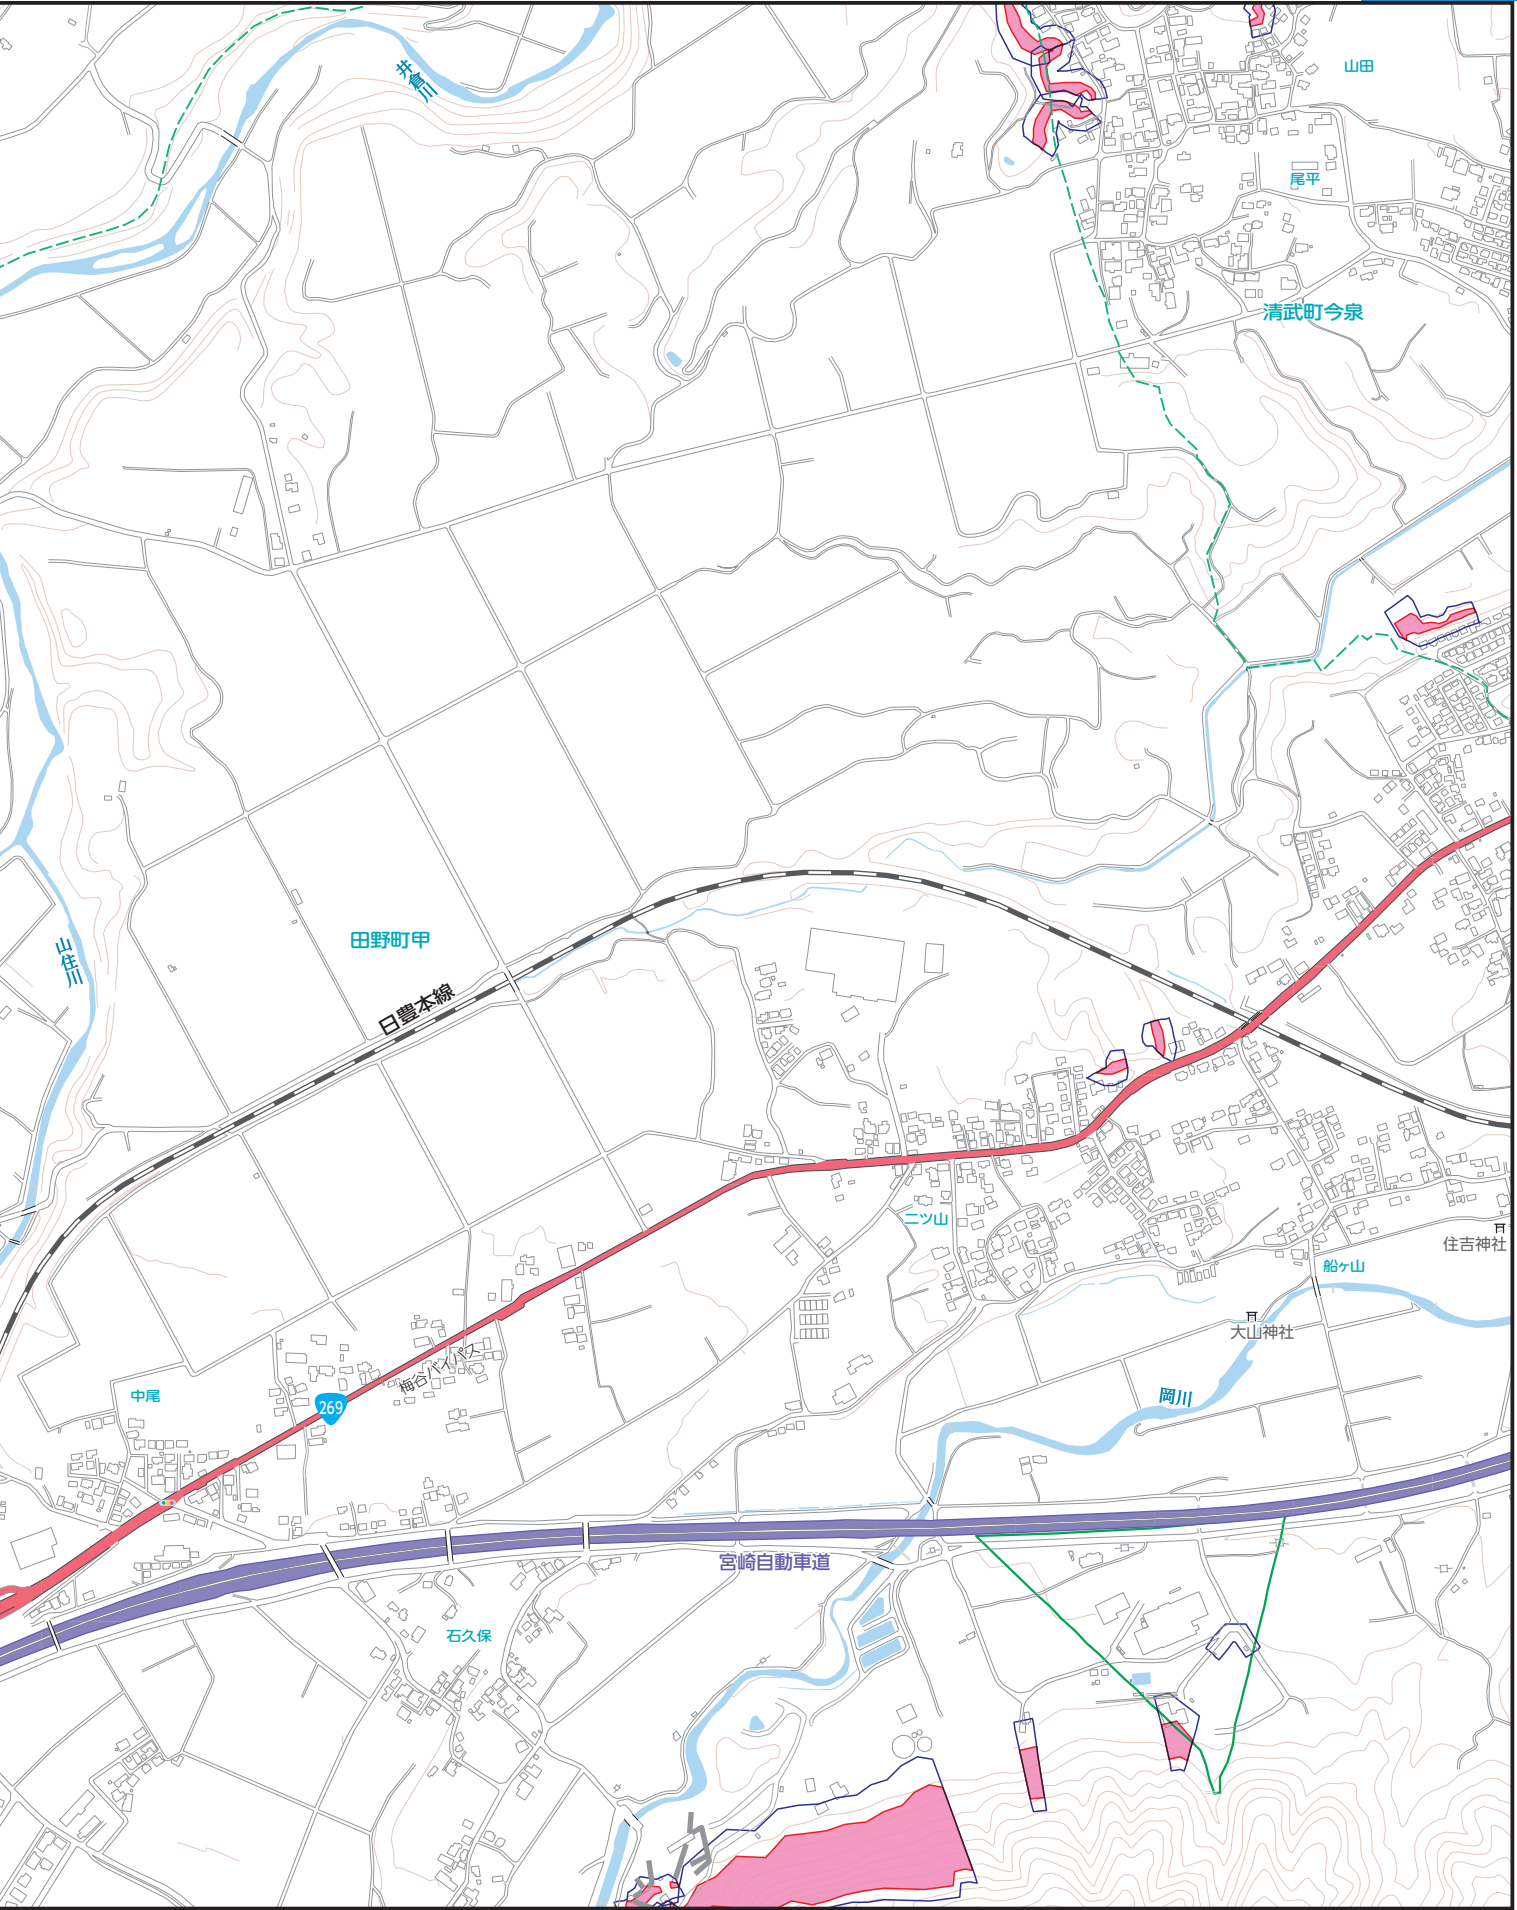 井倉川
山田
尾平
清武町今泉
田野町甲
山住川
日豊本線
二ツ山
住吉神社
船ヶ山
大山神社
中尾
梅谷バイパス
岡川
269
宮崎自動車道
石久保